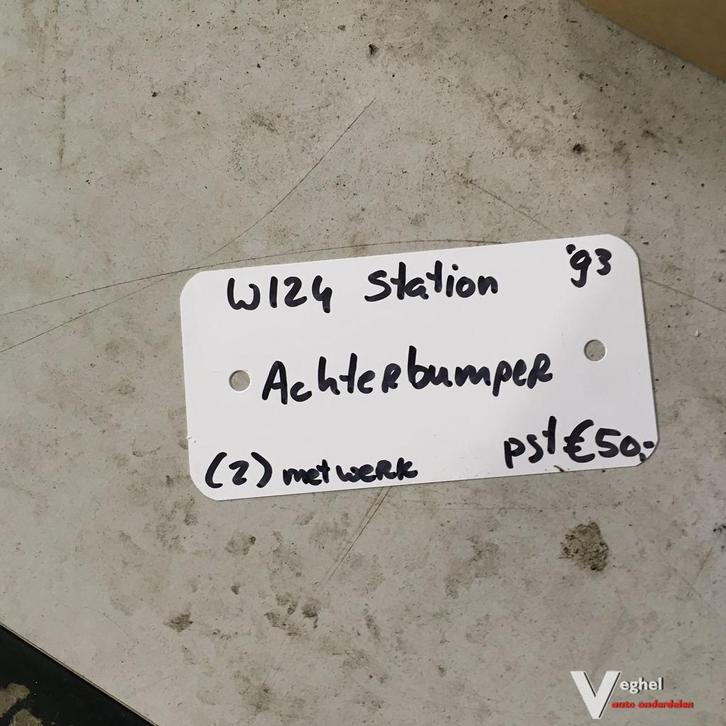 W124 Station '93
Achterbumper
(2) met werk pst €50,-
Veghel
auto onderdelen